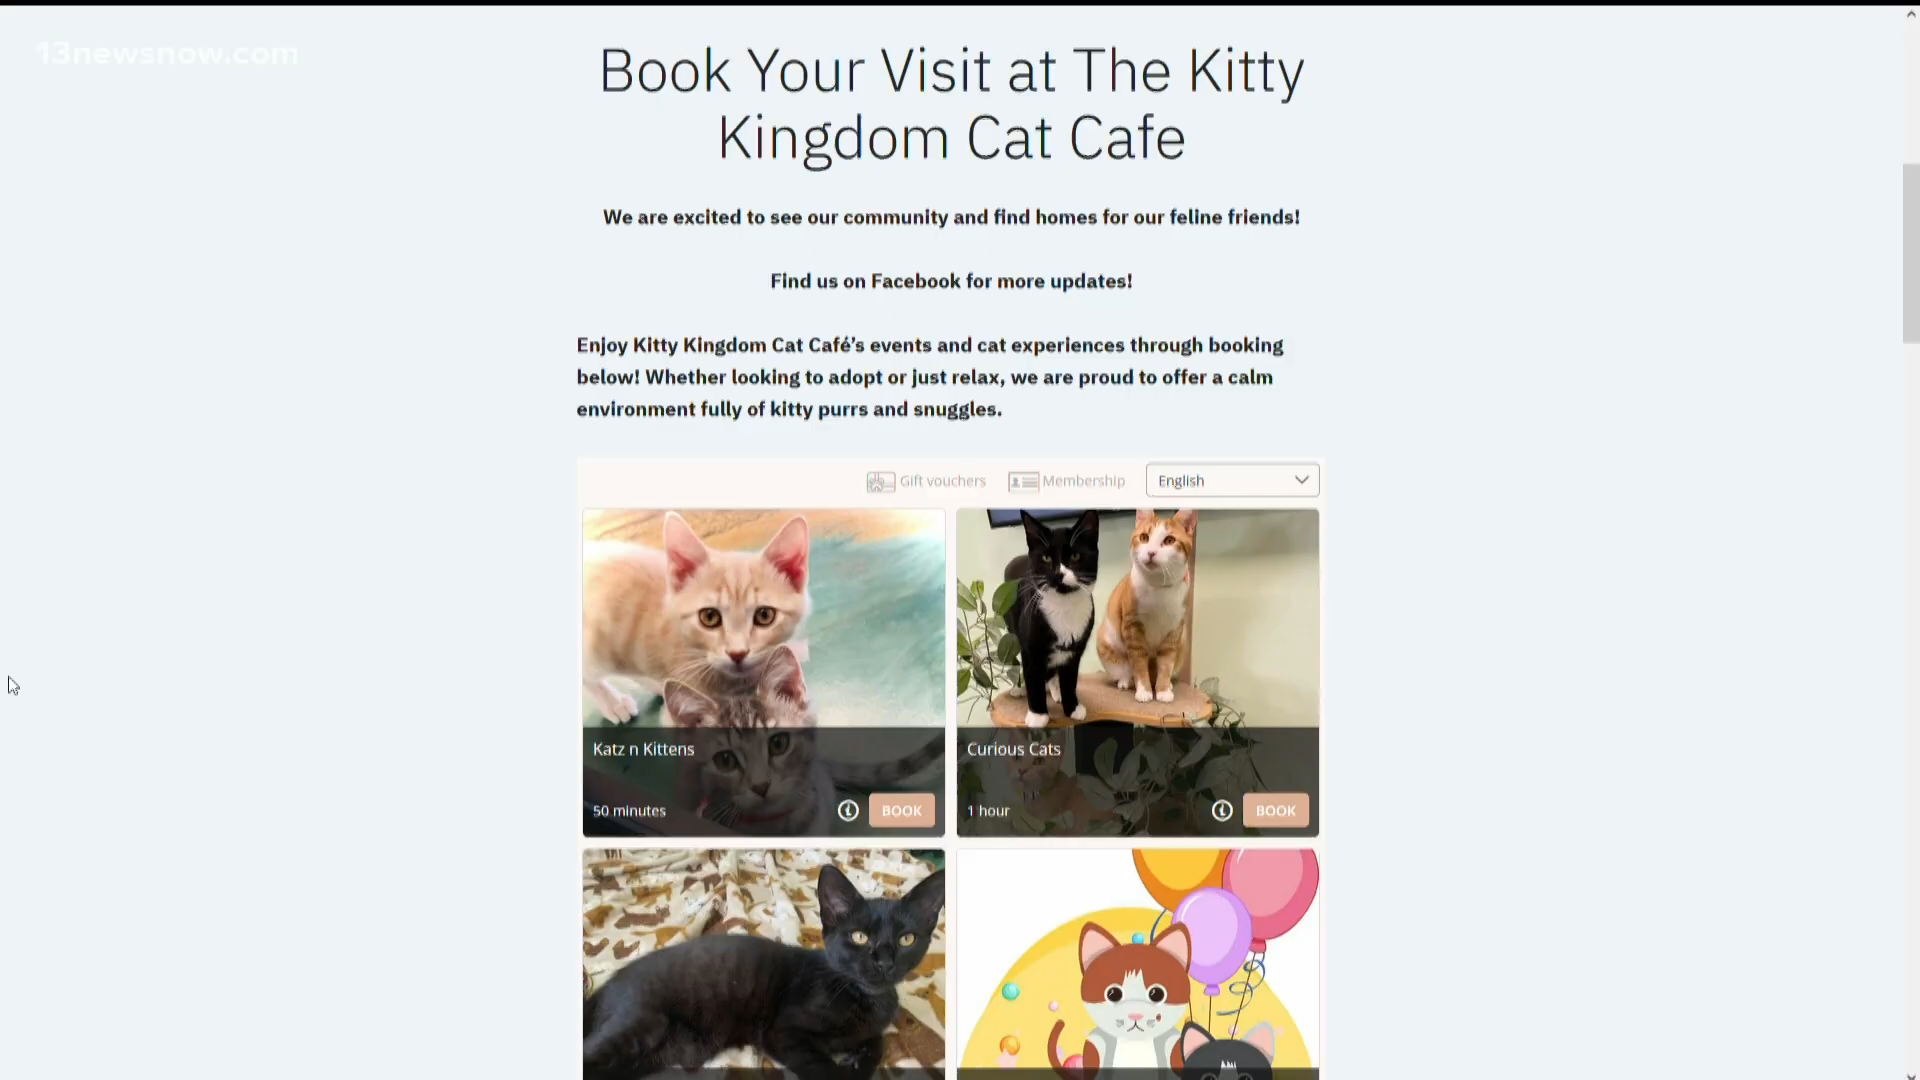 13newsnow.com
Book Your Visit at The Kitty
Kingdom Cat Cafe
We are excited to see our community and find homes for our feline friends!
Find us on Facebook for more updates!
Enjoy Kitty Kingdom Cat Café's events and cat experiences through booking
below! Whether looking to adopt or just relax, we are proud to offer a calm
environment fully of kitty purrs and snuggles.
Gift vouchers Membership English
Katz n Kittens
50 minutes BOOK
Curious Cats
1 hour BOOK